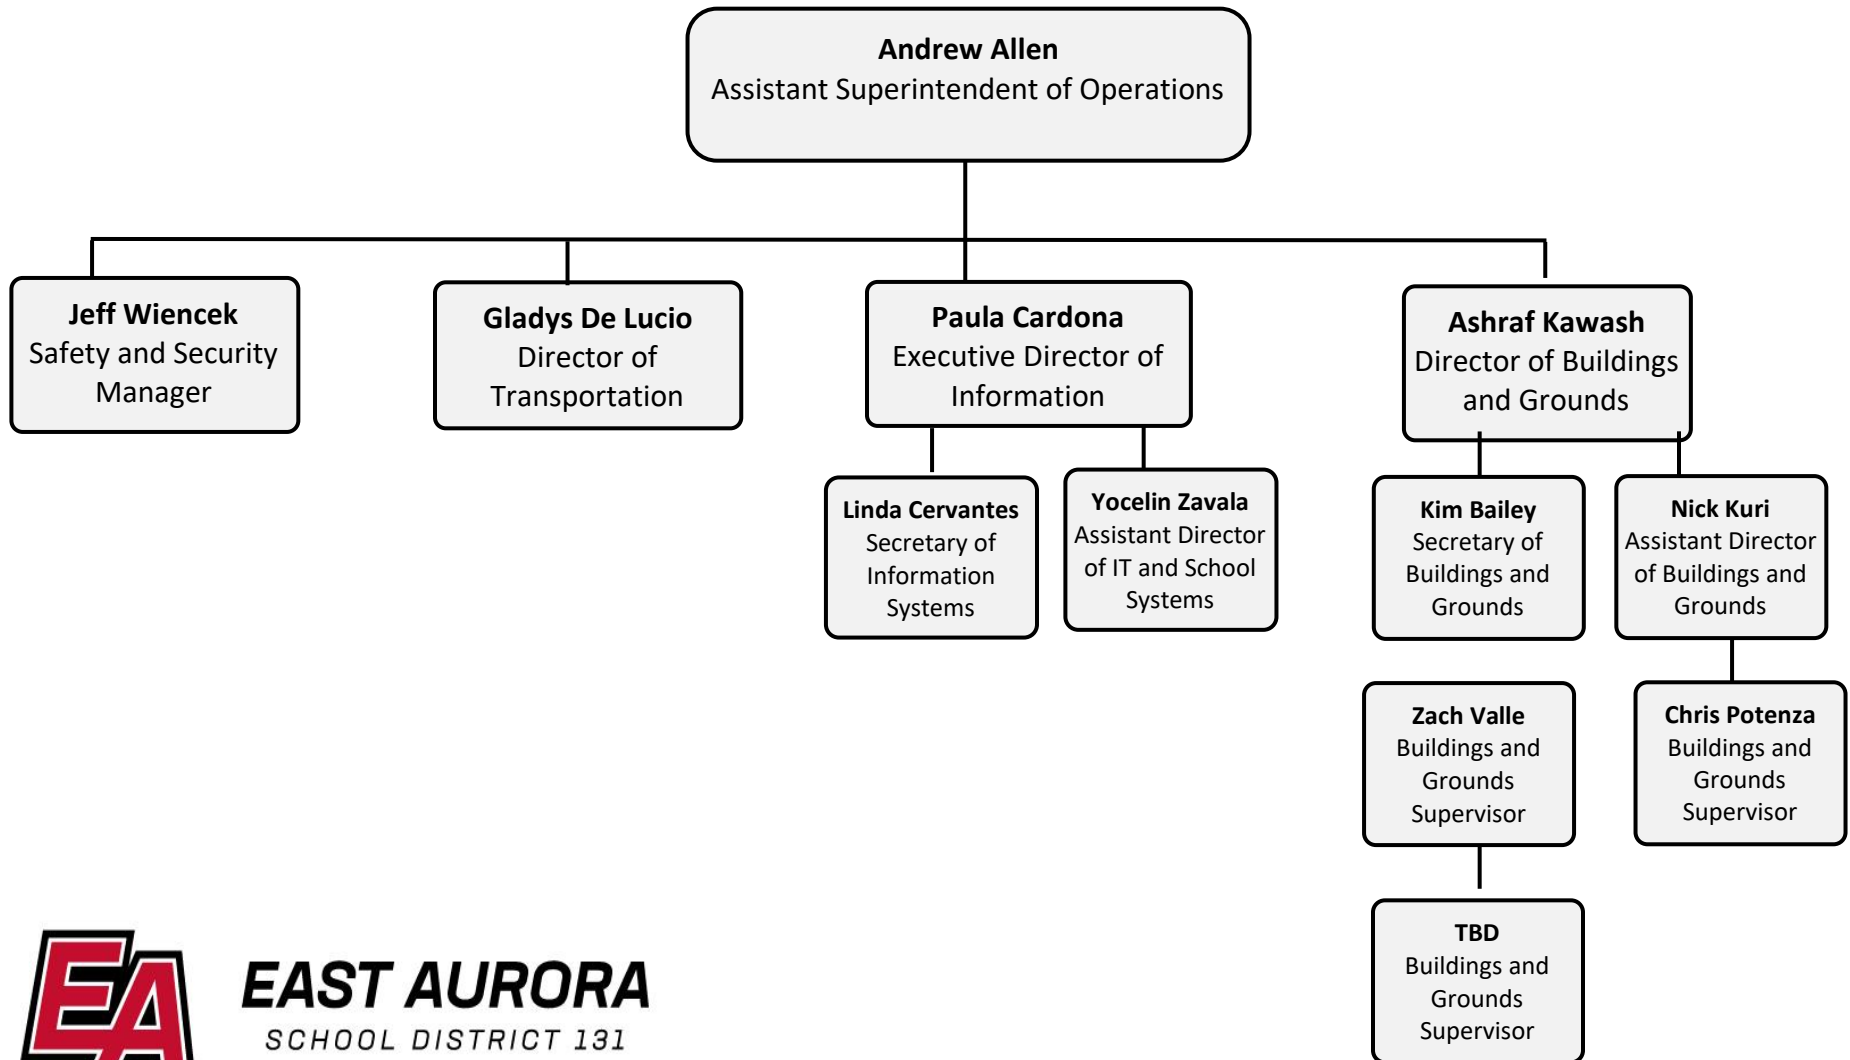 Andrew Allen
Assistant Superintendent of Operations
Jeff Wiencek
Safety and Security
Manager
Gladys De Lucio
Director of
Transportation
Paula Cardona
Executive Director of
Information
Ashraf Kawash
Director of Buildings
and Grounds
Linda Cervantes
Secretary of
Information
Systems
Yocelin Zavala
Assistant Director
of IT and School
Systems
Kim Bailey
Secretary of
Buildings and
Grounds
Nick Kuri
Assistant Director
of Buildings and
Grounds
Zach Valle
Buildings and
Grounds
Supervisor
Chris Potenza
Buildings and
Grounds
Supervisor
TBD
Buildings and
Grounds
Supervisor
EA
EAST AURORA
SCHOOL DISTRICT 131